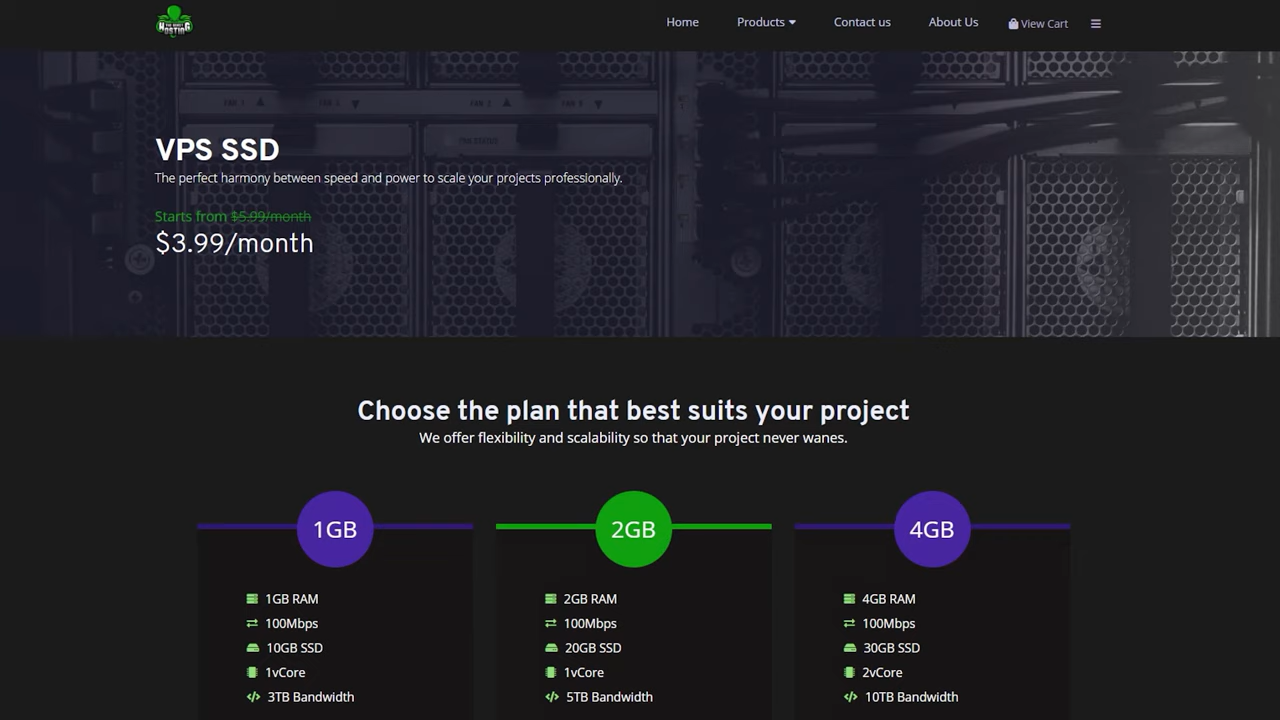 HOSTING
Home
Products
Contact us
About Us
View Cart
FAN 1
VPS SSD
The perfect harmony between speed and power to scale your projects professionally.
Starts from $5.99/month
$3.99/month
Choose the plan that best suits your project
We offer flexibility and scalability so that your project never wanes.
1GB
1GB RAM
100Mbps
10GB SSD
1vCore
3TB Bandwidth
2GB
2GB RAM
100Mbps
20GB SSD
1vCore
5TB Bandwidth
4GB
4GB RAM
100Mbps
30GB SSD
2vCore
10TB Bandwidth